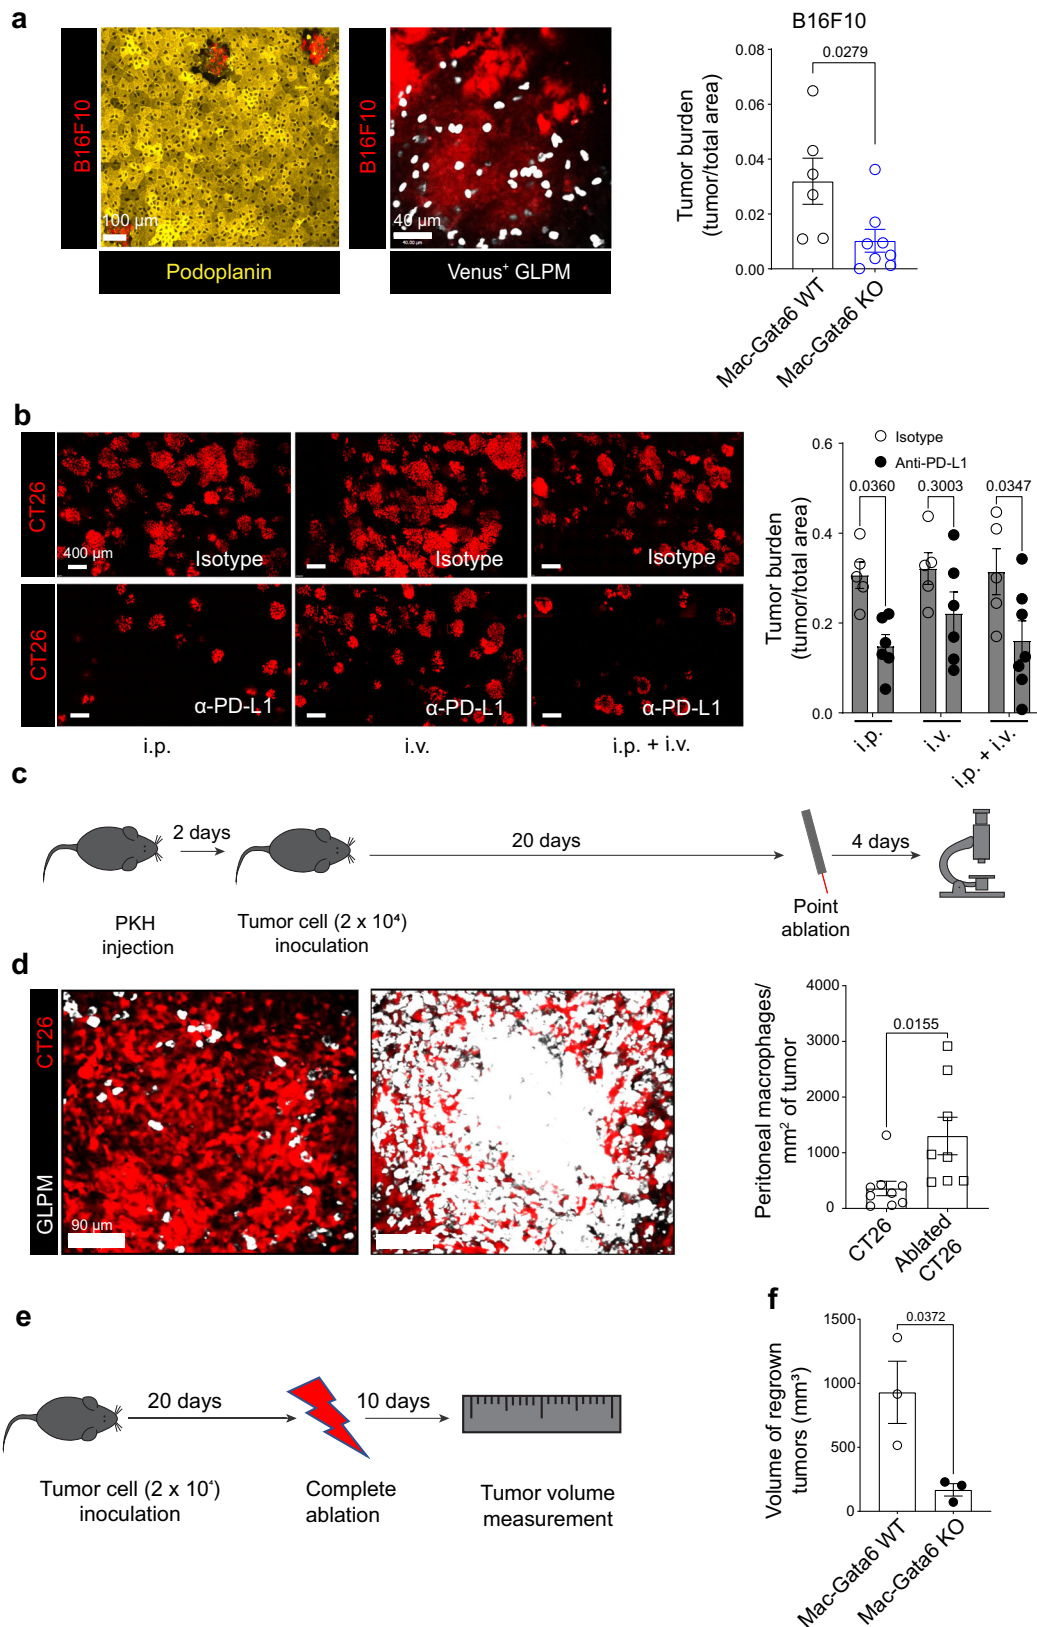 a
B16F10
100 µm
Podoplanin
B16F10
40 µm
40.00 µm
Venus⁺ GLPM
B16F10
Tumor burden
(tumor/total area)
0.08
0.06
0.04
0.02
0.00
0.0279
Mac-Gata6 WT
Mac-Gata6 KO
b
CT26
400 µm
Isotype
Isotype
Isotype
CT26
α-PD-L1
α-PD-L1
α-PD-L1
i.p.
i.v.
i.p. + i.v.
Isotype
Anti-PD-L1
Tumor burden
(tumor/total area)
0.6
0.4
0.2
0.0
0.0360
0.3003
0.0347
i.p.
i.v.
i.p. + i.v.
c
2 days
20 days
4 days
PKH
injection
Tumor cell (2 x 10⁴)
inoculation
Point
ablation
d
GLPM
CT26
90 µm
Peritoneal macrophages/
mm² of tumor
4000
3000
2000
1000
0
0.0155
CT26
Ablated
CT26
e
20 days
10 days
Tumor cell (2 x 10⁴)
inoculation
Complete
ablation
Tumor volume
measurement
f
Volume of regrown
tumors (mm³)
1500
1000
500
0
0.0372
Mac-Gata6 WT
Mac-Gata6 KO